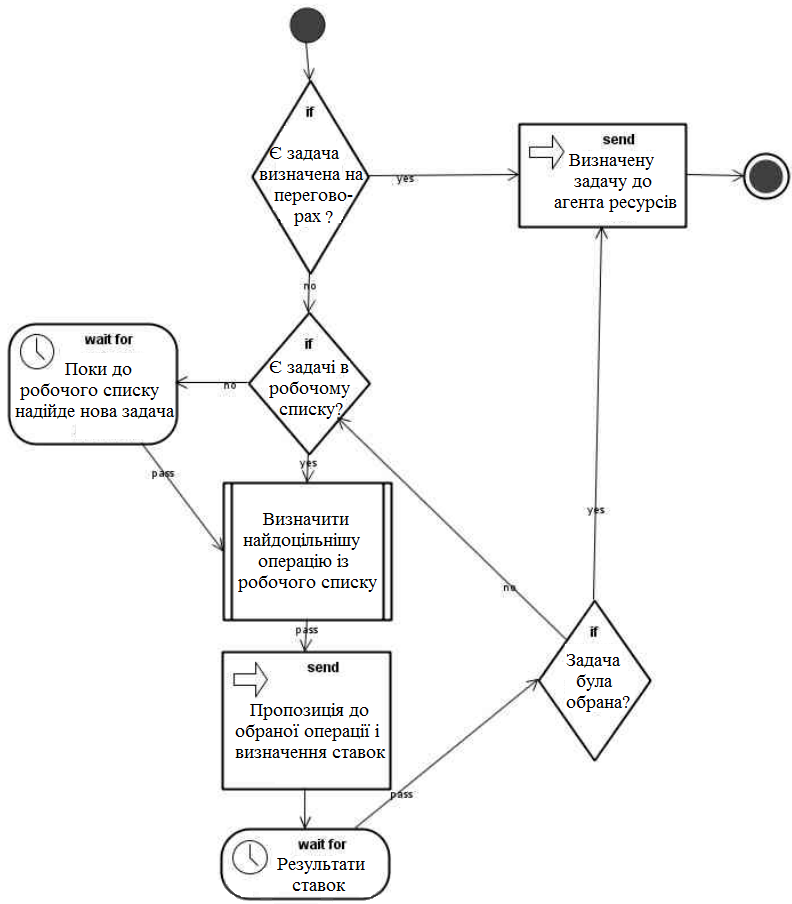 if
Є задача
визначена на
перегово-
рах ?
yes
send
Визначену
задачу до
агента ресурсів
no
wait for
Поки до
робочого списку
надійде нова задача
no
if
Є задачі в
робочому
списку?
pass
yes
Визначити
найдоцільнішу
операцію із
робочого списку
no
yes
pass
send
Пропозиція до
обраної операції і
визначення ставок
if
Задача
була
обрана?
pass
wait for
Результати
ставок